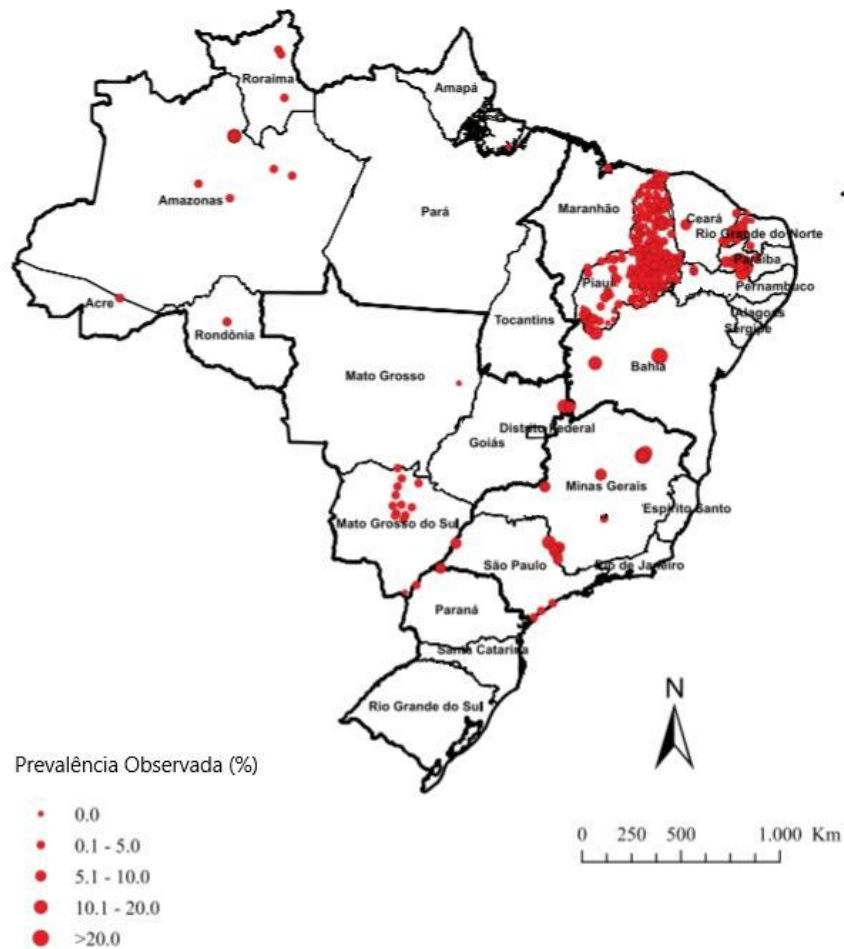 Roraima
Amapá
Amazonas
Pará
Maranhão
Ceará
Rio Grande do Norte
Paraíba
Piauí
Pernambuco
Acre
Alagoas
Sergipe
Rondônia
Tocantins
Bahia
Mato Grosso
Distrito Federal
Goiás
Minas Gerais
Espírito Santo
Mato Grosso do Sul
São Paulo
Rio de Janeiro
Paraná
Santa Catarina
Rio Grande do Sul
N
Prevalência Observada (%)
0.0
0.1 - 5.0
5.1 - 10.0
10.1 - 20.0
>20.0
0 250 500 1.000 Km